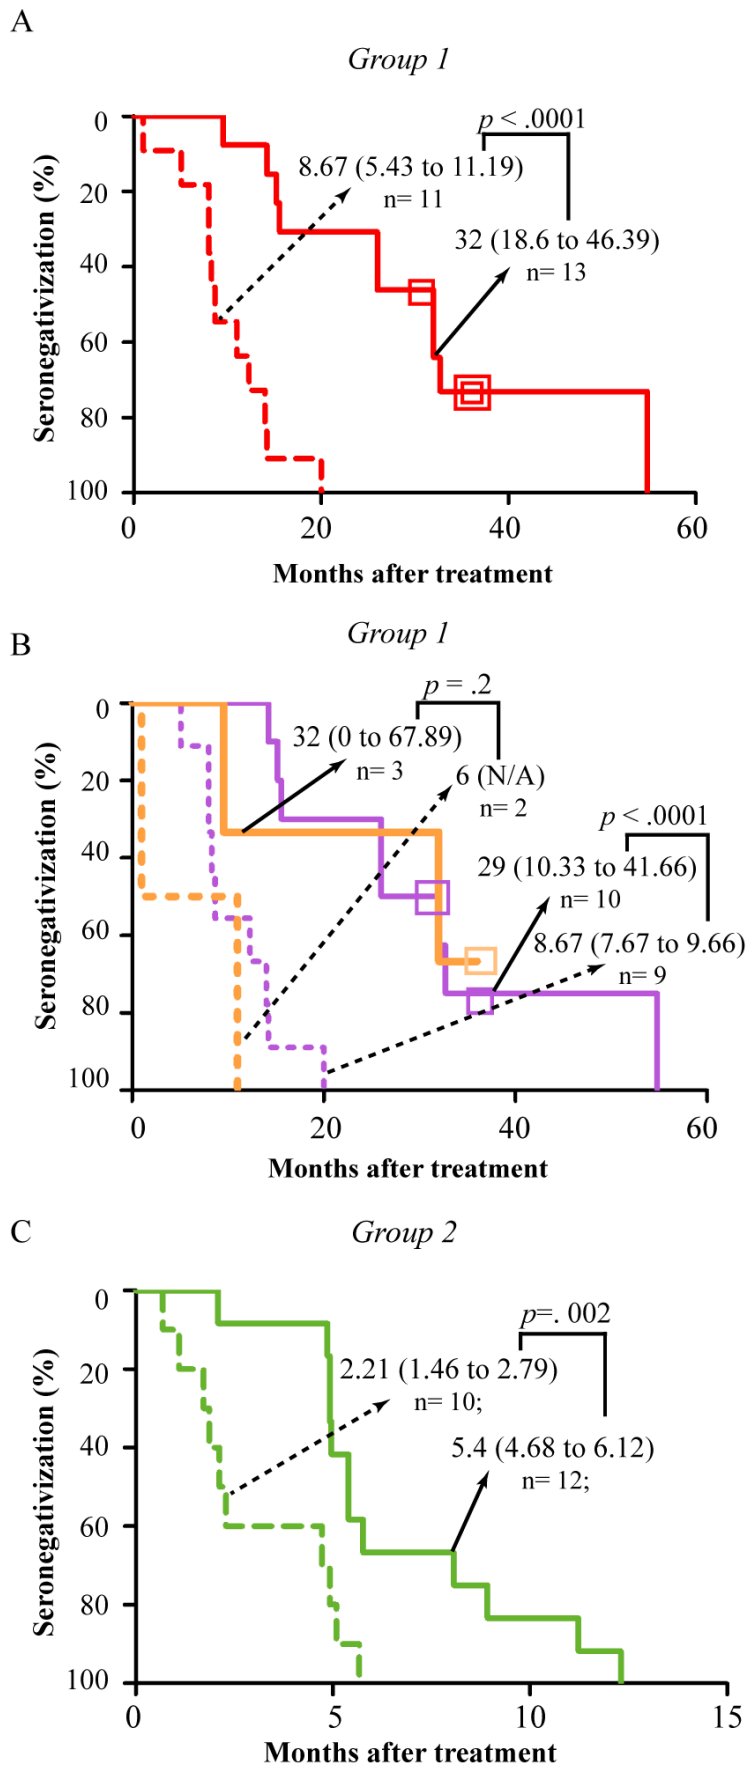 A
Group 1
0
20
40
60
80
100
Seronegativization (%)
p < .0001
8.67 (5.43 to 11.19)
n= 11
32 (18.6 to 46.39)
n= 13
0
20
40
60
Months after treatment
B
Group 1
0
20
40
60
80
100
Seronegativization (%)
p = .2
32 (0 to 67.89)
n= 3
6 (N/A)
n= 2
p < .0001
29 (10.33 to 41.66)
n= 10
8.67 (7.67 to 9.66)
n= 9
0
20
40
60
Months after treatment
C
Group 2
0
20
40
60
80
100
Seronegativization (%)
p=. 002
2.21 (1.46 to 2.79)
n= 10;
5.4 (4.68 to 6.12)
n= 12;
0
5
10
15
Months after treatment